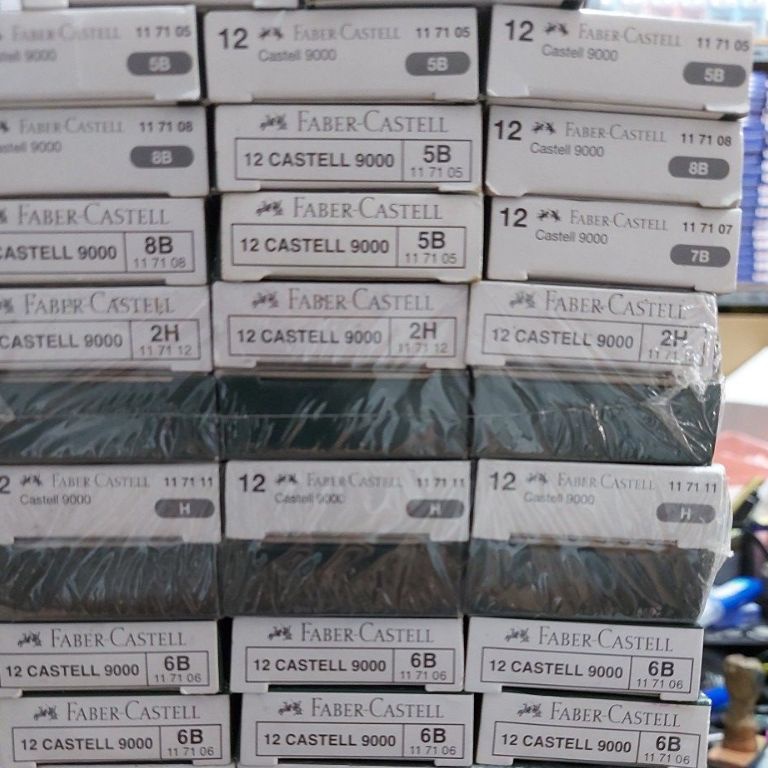 FABER-CASTELL 11 71 05
Castell 9000 5B
12 FABER-CASTELL 11 71 05
Castell 9000 5B
12 FABER-CASTELL 11 71 05
Castell 9000 5B
FABER-CASTELL 11 71 08
Castell 9000 8B
FABER-CASTELL
12 CASTELL 9000 5B
11 71 05
12 FABER-CASTELL 11 71 08
Castell 9000 8B
FABER-CASTELL
CASTELL 9000 8B
11 71 08
FABER-CASTELL
12 CASTELL 9000 5B
11 71 05
12 FABER-CASTELL 11 71 07
Castell 9000 7B
FABER-CASTELL
CASTELL 9000 2H
11 71 12
FABER-CASTELL
12 CASTELL 9000 2H
11 71 12
FABER-CASTELL
12 CASTELL 9000 2H
11 71
2 FABER-CASTELL 11 71 11
Castell 9000 H
12 FABER-CASTELL 11 71 11
Castell 9000 H
12 FABER-CASTELL 11 71 11
Castell 9000 H
FABER-CASTELL
12 CASTELL 9000 6B
11 71 06
FABER-CASTELL
12 CASTELL 9000 6B
11 71 06
FABER-CASTELL
12 CASTELL 9000 6B
11 71 06
FABER-CASTELL
12 CASTELL 9000 6B
11 71 06
FABER-CASTELL
12 CASTELL 9000 6B
11 71 06
FABER-CASTELL
12 CASTELL 9000 6B
11 71 06